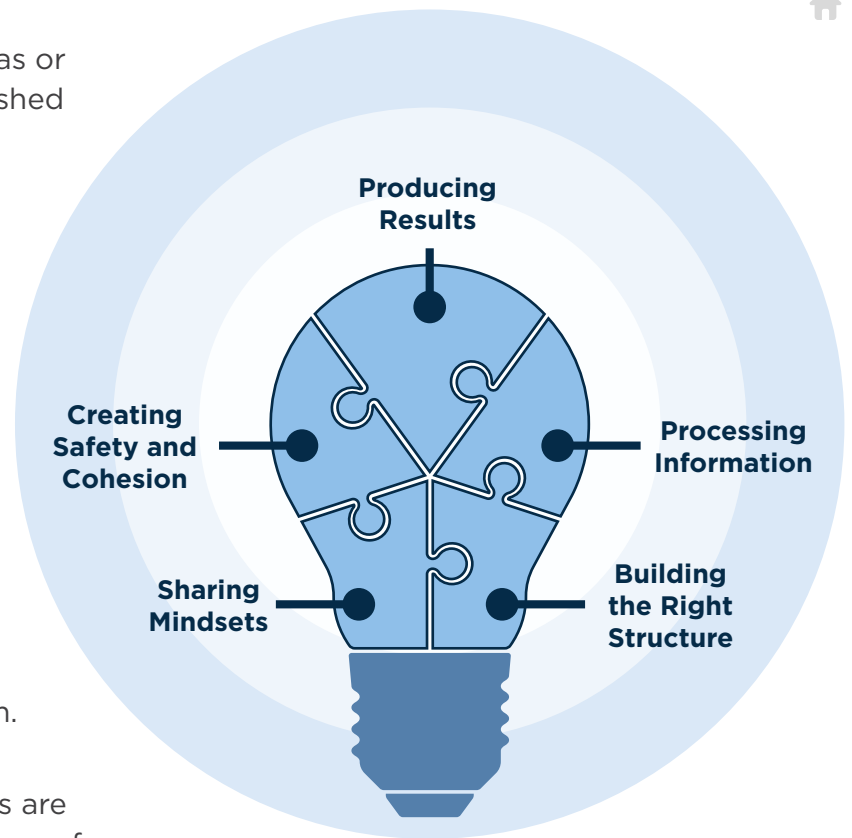 as or
shed
Producing
Results
Creating
Safety and
Cohesion
Processing
Information
Sharing
Mindsets
Building
the Right
Structure
n.
s are